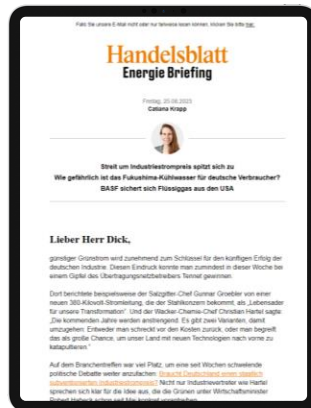 Falls Sie unsere E-Mail nicht oder nur teilweise lesen können, klicken Sie bitte hier.
Handelsblatt
Energie Briefing
Freitag, 25.08.2023
Catiana Krapp
Streit um Industriestrompreis spitzt sich zu
Wie gefährlich ist das Fukushima-Kühlwasser für deutsche Verbraucher?
BASF sichert sich Flüssiggas aus den USA
Lieber Herr Dick,
günstiger Grünstrom wird zunehmend zum Schlüssel für den künftigen Erfolg der
deutschen Industrie. Diesen Eindruck konnte man zumindest in dieser Woche bei
einem Gipfel des Übertragungsnetzbetreibers Tennet gewinnen.
Dort berichtete beispielsweise der Salzgitter-Chef Gunnar Groebler von einer
neuen 380-Kilovolt-Stromleitung, die der Stahlkonzern bekommt, als „Lebensader
für unsere Transformation“. Und der Wacker-Chemie-Chef Christian Hartel sagte:
„Die kommenden Jahre werden anstrengend. Es gibt zwei Varianten, damit
umzugehen: Entweder man schreckt vor den Kosten zurück, oder man begreift
das als große Chance, um unser Land mit neuen Technologien nach vorne zu
katapultieren.“
Auf dem Branchentreffen war viel Platz, um eine seit Wochen schwelende
politische Debatte weiter anzufachen: Braucht Deutschland einen staatlich
subventionierten Industriestrompreis? Nicht nur Industrievertreter wie Hartel
sprechen sich klar für die Idee aus, die die Grünen unter Wirtschaftsminister
Robert Habeck schon seit Mai konkret vorantreiben.